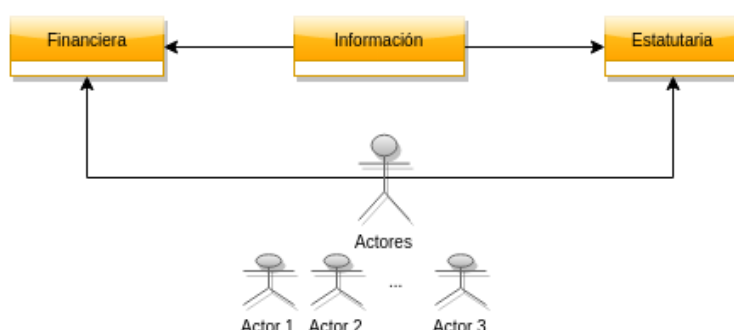 Financiera
Información
Estatutaria
Actores
...
Actor 1
Actor 2
Actor 3